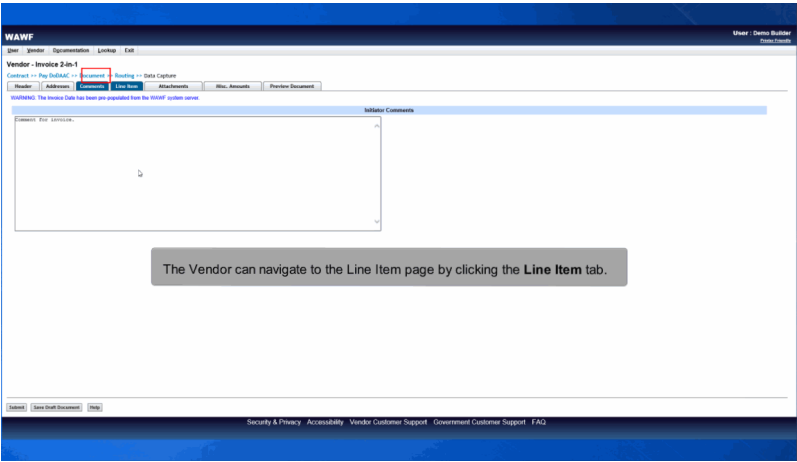 WAWF
User : Demo Builder
Printer Friendly
User Vendor Documentation Lookup Exit
Vendor - Invoice 2-in-1
Contract >> Pay DoDAAC >> Document >> Routing >> Data Capture
Header Addresses Comments Line Item Attachments Misc. Amounts Preview Document
WARNING: The Invoice Date has been pre-populated from the WAWF system server.
Initiator Comments
Comment for invoice.
The Vendor can navigate to the Line Item page by clicking the Line Item tab.
Submit Save Draft Document Help
Security & Privacy Accessibility Vendor Customer Support Government Customer Support FAQ